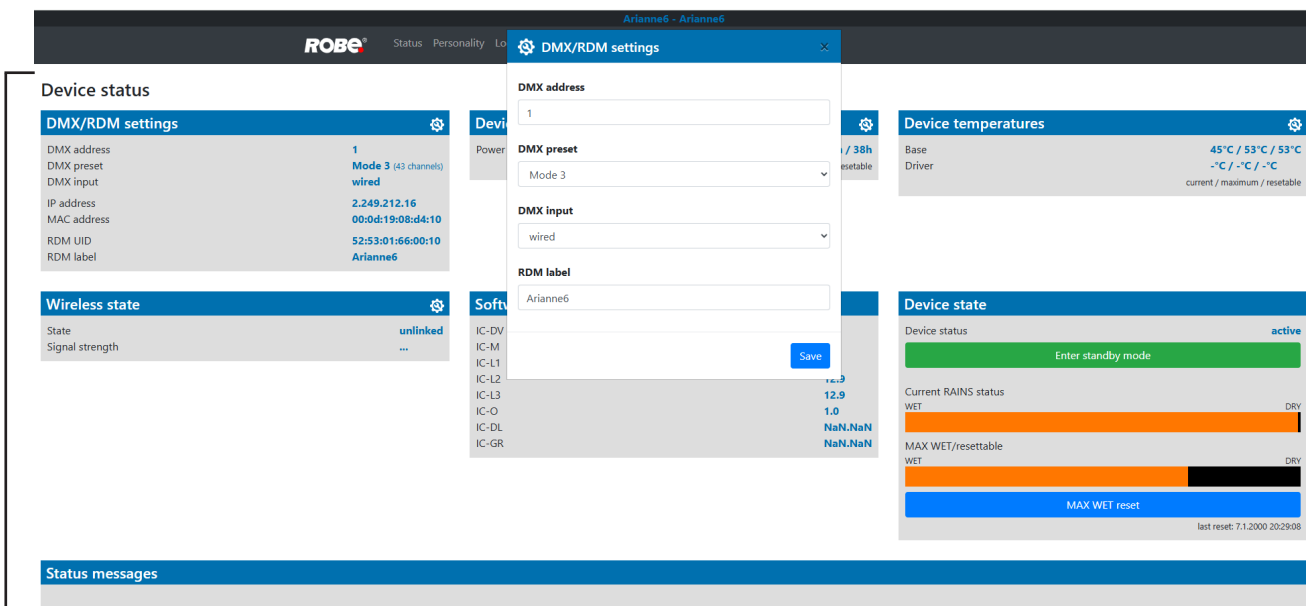 Arianne6 - Arianne6
ROBE® Status Personality Lo
Device status
DMX/RDM settings
DMX address 1
DMX preset Mode 3 (43 channels)
DMX input wired
IP address 2.249.212.16
MAC address 00:0d:19:08:d4:10
RDM UID 52:53:01:66:00:10
RDM label Arianne6
Devi
Power / 38h
esetable
DMX/RDM settings ×
DMX address
1
DMX preset
Mode 3
DMX input
wired
RDM label
Arianne6
Save
Device temperatures
Base 45°C / 53°C / 53°C
Driver -°C / -°C / -°C
current / maximum / resetable
Wireless state
State unlinked
Signal strength ...
Softw
IC-DV
IC-M
IC-L1
IC-L2 12.9
IC-L3 12.9
IC-O 1.0
IC-DL NaN.NaN
IC-GR NaN.NaN
Device state
Device status active
Enter standby mode
Current RAINS status
WET DRY
MAX WET/resettable
WET DRY
MAX WET reset
last reset: 7.1.2000 20:29:08
Status messages